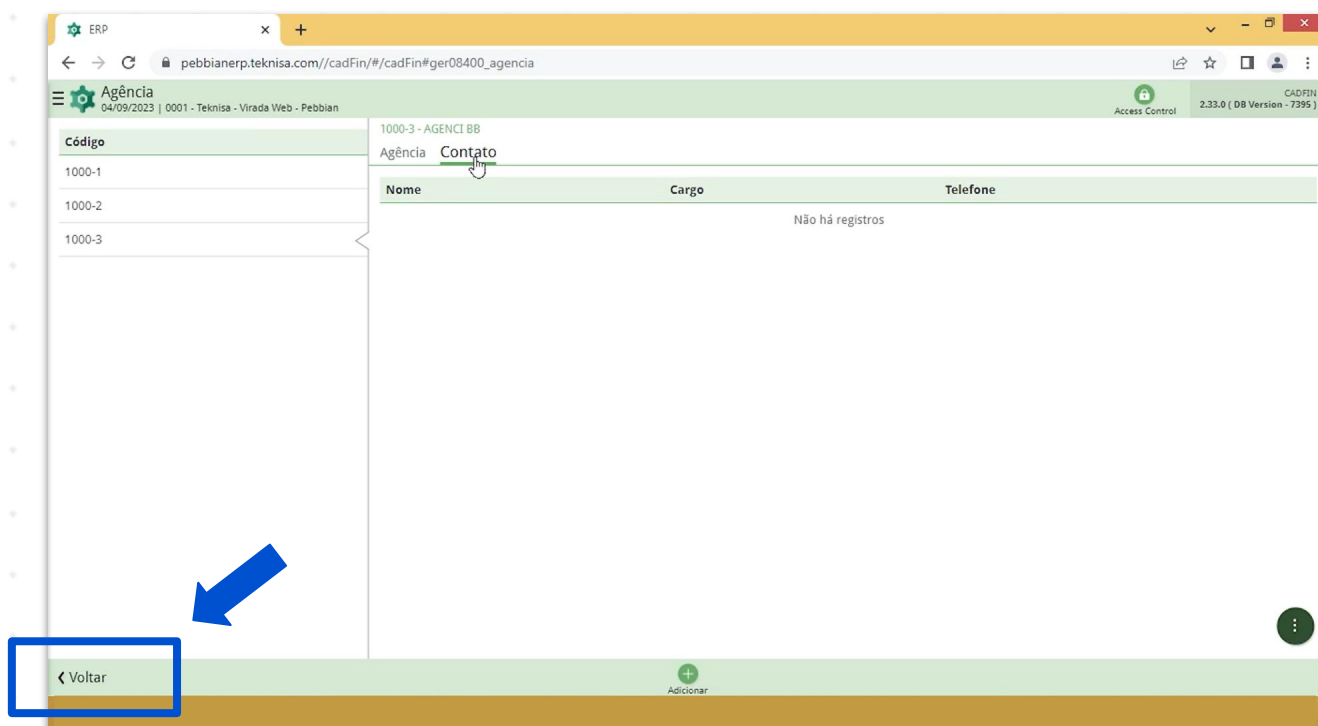 ERP
pebbianerp.teknisa.com//cadFin/#/cadFin#ger08400_agencia
Agência
04/09/2023 | 0001 - Teknisa - Virada Web - Pebbian
Access Control
CADFIN
2.33.0 ( DB Version - 7395 )
Código
1000-1
1000-2
1000-3
1000-3 - AGENCI BB
Agência Contato
Nome Cargo Telefone
Não há registros
Voltar
Adicionar